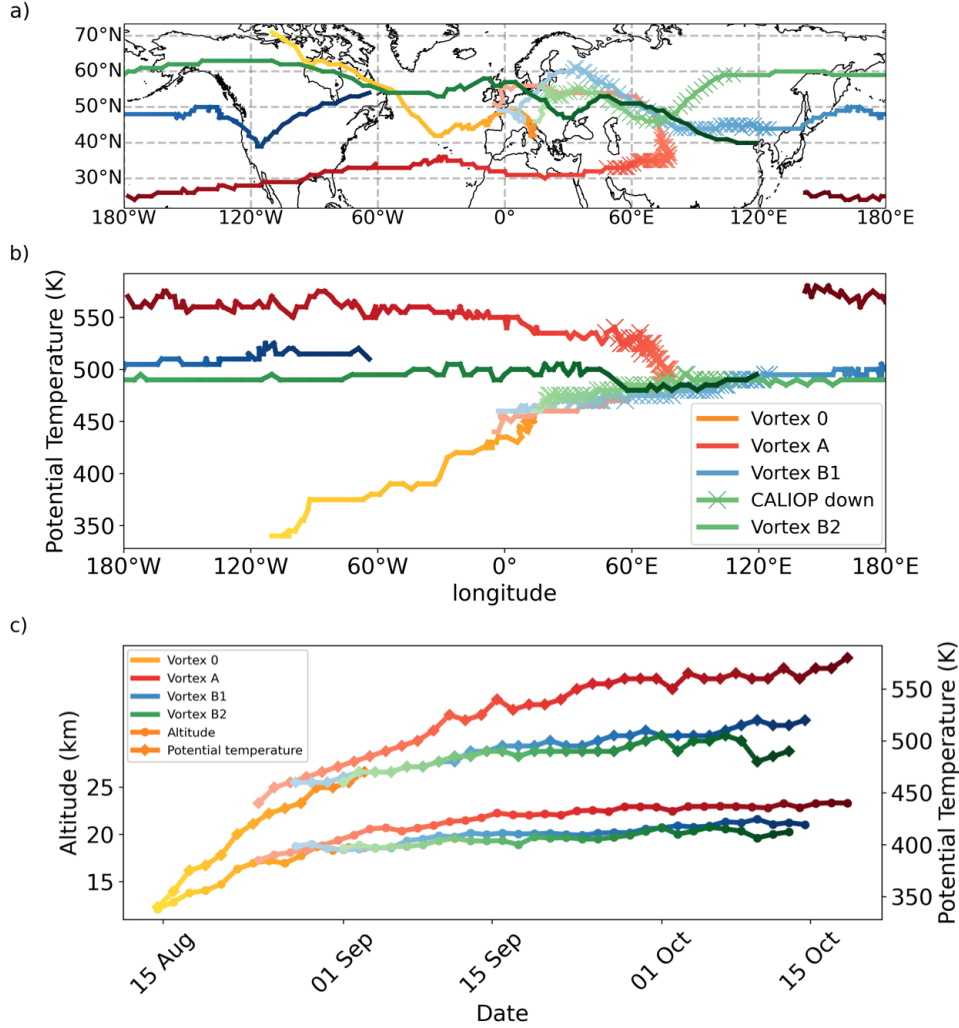 a)
70°N
60°N
50°N
40°N
30°N
180°W 120°W 60°W 0° 60°E 120°E 180°E
b)
Potential Temperature (K)
550
500
450
400
350
Vortex 0
Vortex A
Vortex B1
CALIOP down
Vortex B2
180°W 120°W 60°W 0° 60°E 120°E 180°E
longitude
c)
Vortex 0
Vortex A
Vortex B1
Vortex B2
Altitude
Potential temperature
Altitude (km)
25
20
15
Potential Temperature (K)
550
500
450
400
350
15 Aug 01 Sep 15 Sep 01 Oct 15 Oct
Date